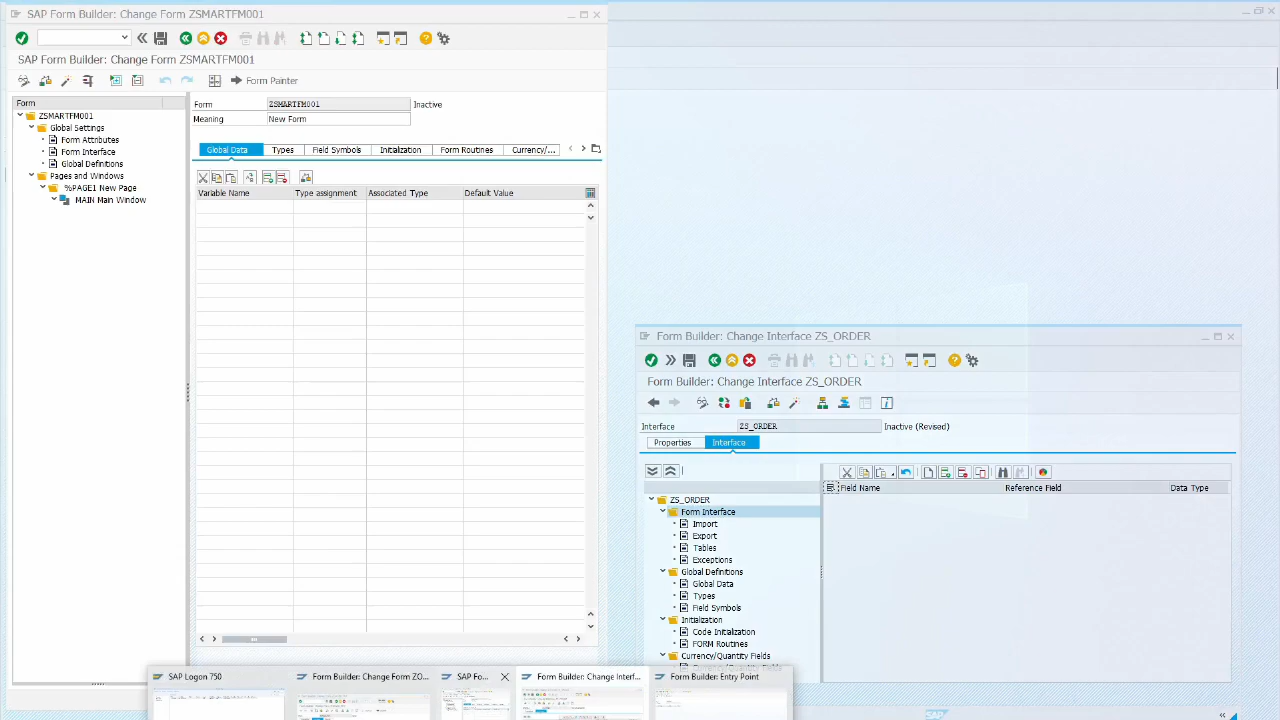 SAP Form Builder: Change Form ZSMARTFM001
SAP Form Builder: Change Form ZSMARTFM001
Form Painter
Form
ZSMARTFM001
Global Settings
Form Attributes
Form Interface
Global Definitions
Pages and Windows
%PAGE1 New Page
MAIN Main Window
Form ZSMARTFM001 Inactive
Meaning New Form
Global Data Types Field Symbols Initialization Form Routines Currency/...
Variable Name Type assignment Associated Type Default Value
Form Builder: Change Interface ZS_ORDER
Form Builder: Change Interface ZS_ORDER
Interface ZS_ORDER Inactive (Revised)
Properties Interface
Field Name Reference Field Data Type
ZS_ORDER
Form Interface
Import
Export
Tables
Exceptions
Global Definitions
Global Data
Types
Field Symbols
Initialization
Code Initialization
FORM Routines
Currency/Quantity Fields
Currency/Quantity Fields
SAP Logon 750 Form Builder: Change Form ZO... SAP Fo... Form Builder: Change Interf... Form Builder: Entry Point
SAP